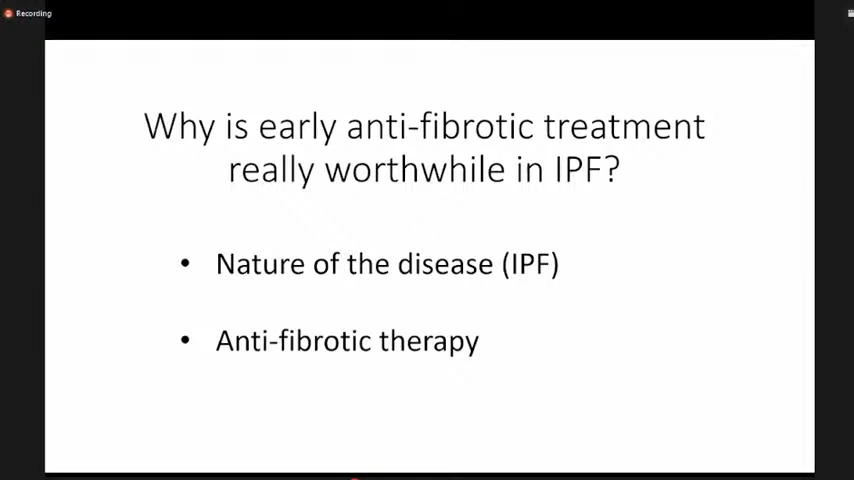 Recording
Why is early anti-fibrotic treatment
really worthwhile in IPF?
• Nature of the disease (IPF)
• Anti-fibrotic therapy